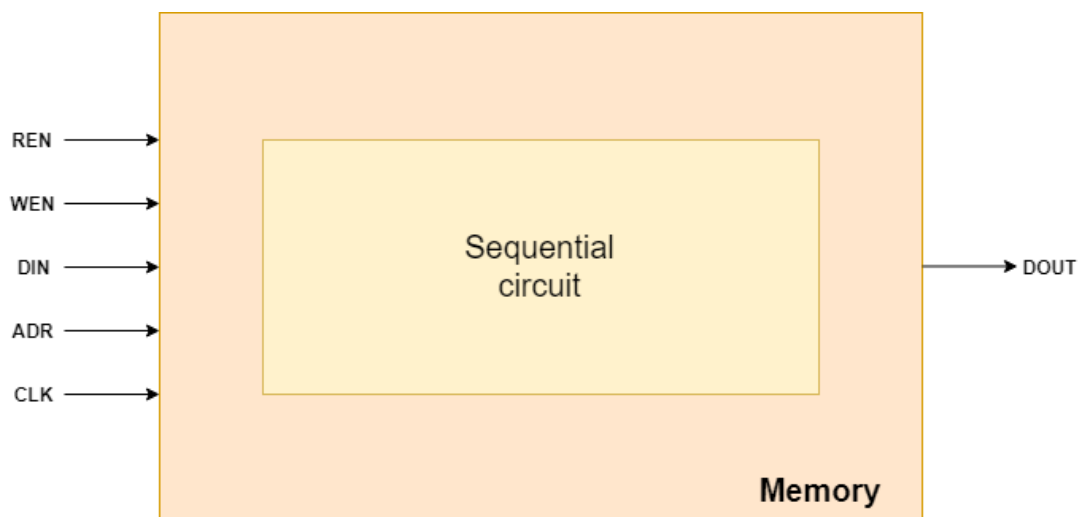 REN
WEN
DIN
ADR
CLK
Sequential
circuit
DOUT
Memory